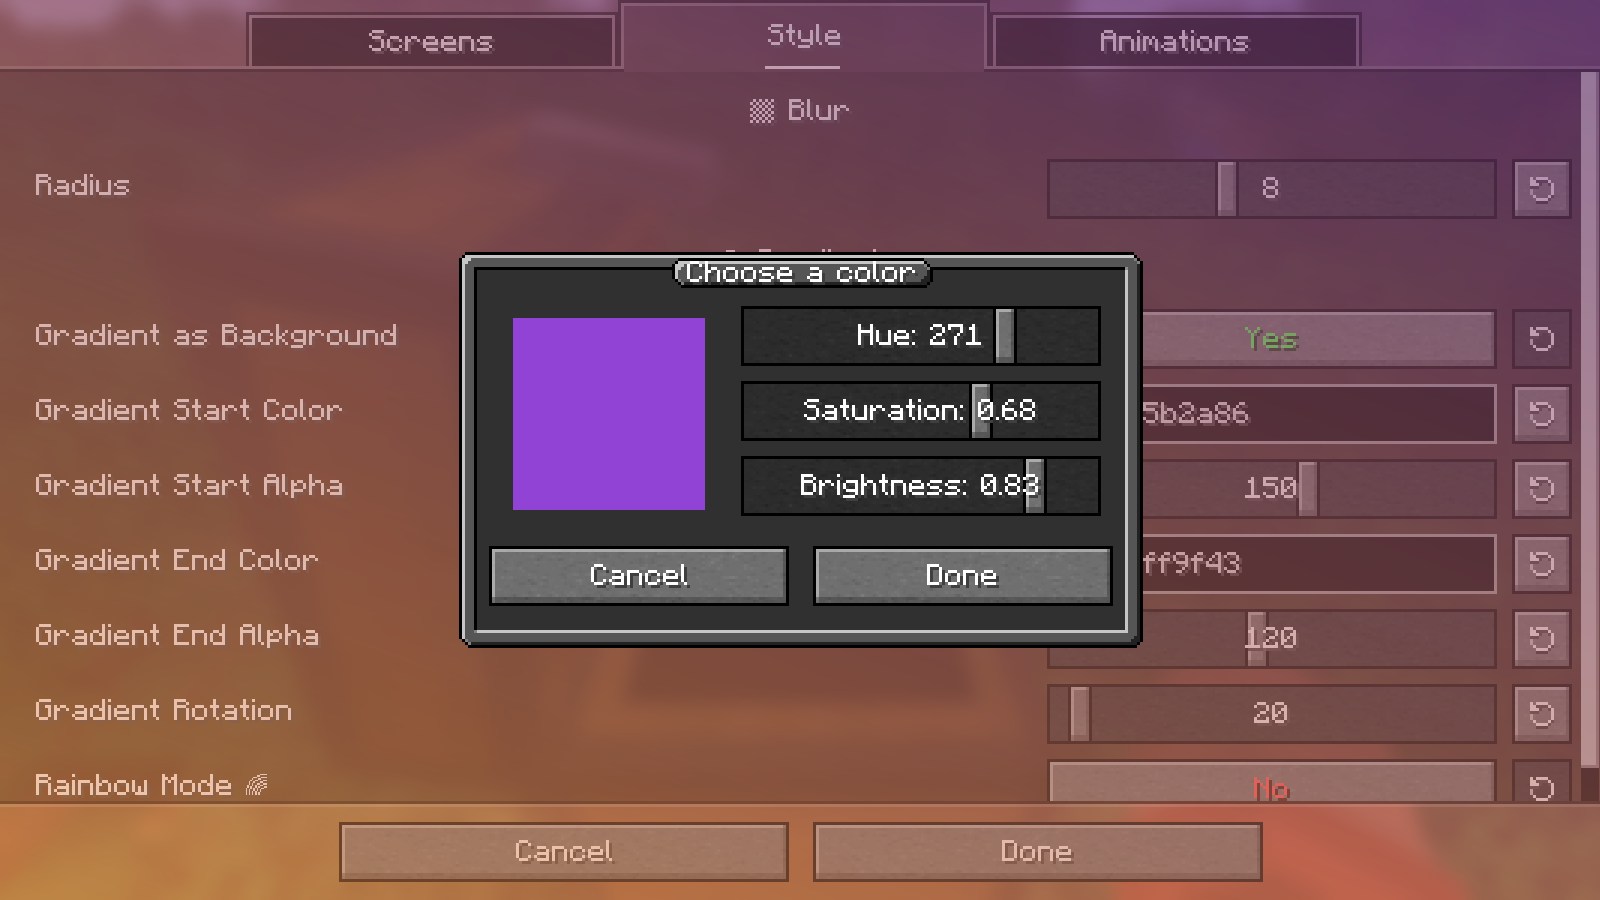 Screens
Style
Animations
Blur
Radius
8
Choose a color
Hue: 271
Saturation: 0.68
Brightness: 0.83
Cancel
Done
Gradient as Background
Yes
Gradient Start Color
5b2a86
Gradient Start Alpha
150
Gradient End Color
ff9f43
Gradient End Alpha
120
Gradient Rotation
20
Rainbow Mode
No
Cancel
Done